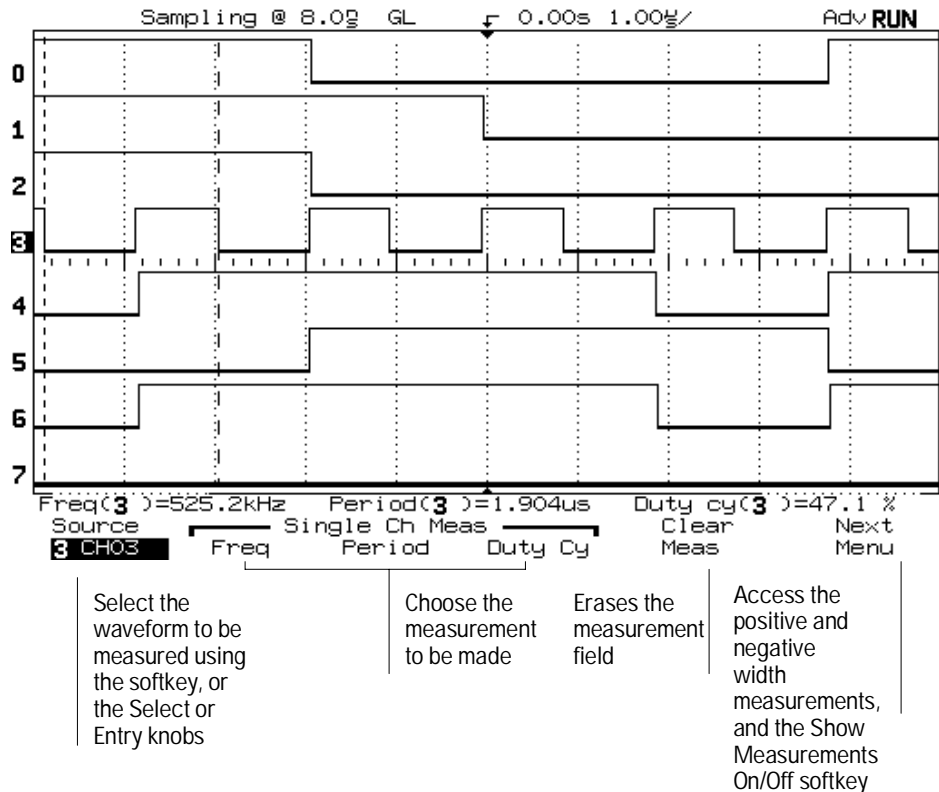 Sampling @ 8.0ns GL 0.00s 1.00us/ Adv RUN
0
1
2
3
4
5
6
7
Freq(3 )=525.2kHz Period(3 )=1.904us Duty cy(3 )=47.1 %
Source Single Ch Meas Clear Next
3 CH03 Freq Period Duty Cy Meas Menu
Select the
waveform to be
measured using
the softkey, or
the Select or
Entry knobs
Choose the
measurement
to be made
Erases the
measurement
field
Access the
positive and
negative
width
measurements,
and the Show
Measurements
On/Off softkey